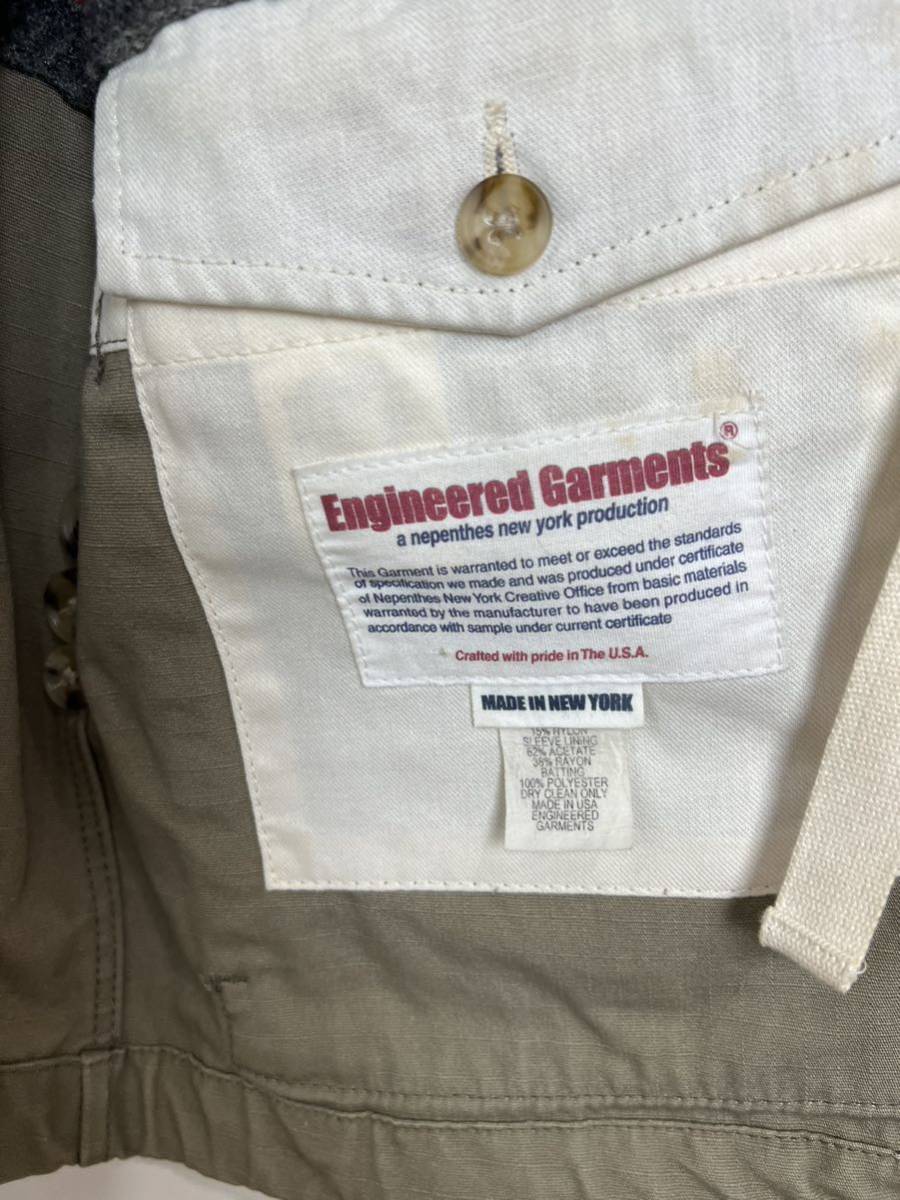 Engineered Garments®
a nepenthes new york production
This Garment is warranted to meet or exceed the standards
of specification we made and was produced under certificate
of Nepenthes New York Creative Office from basic materials
warranted by the manufacturer to have been produced in
accordance with sample under current certificate
Crafted with pride in The U.S.A.
MADE IN NEW YORK
15% NYLON
SLEEVE LINING
62% ACETATE
38% RAYON
BATTING
100% POLYESTER
DRY CLEAN ONLY
MADE IN USA
ENGINEERED
GARMENTS